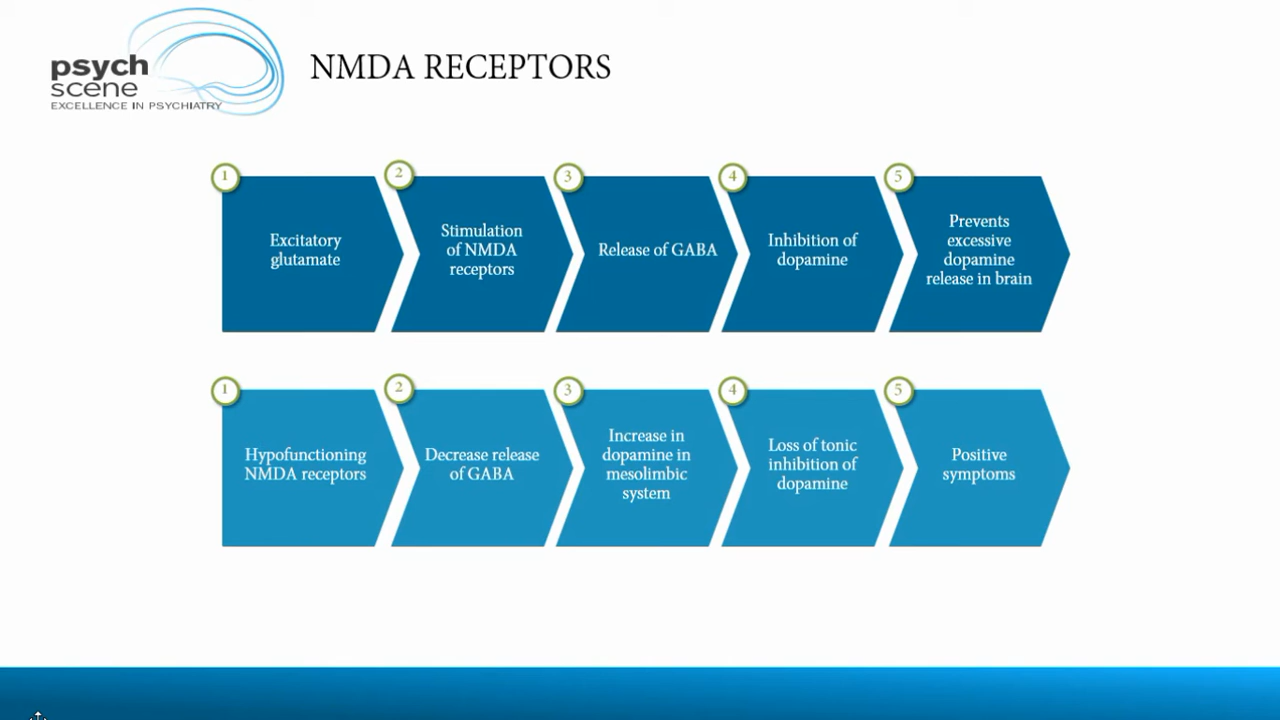 psych
scene
EXCELLENCE IN PSYCHIATRY
NMDA RECEPTORS
1
Excitatory
glutamate
2
Stimulation
of NMDA
receptors
3
Release of GABA
4
Inhibition of
dopamine
5
Prevents
excessive
dopamine
release in brain
1
Hypofunctioning
NMDA receptors
2
Decrease release
of GABA
3
Increase in
dopamine in
mesolimbic
system
4
Loss of tonic
inhibition of
dopamine
5
Positive
symptoms